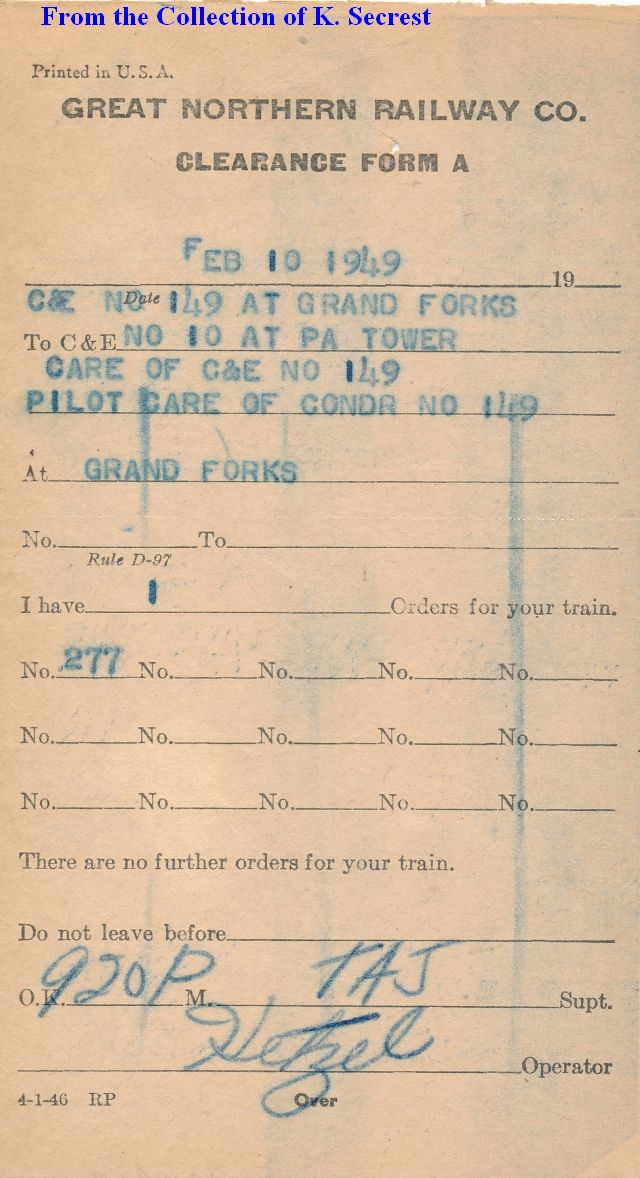 From the Collection of K. Secrest
Printed in U.S.A.
GREAT NORTHERN RAILWAY CO.
CLEARANCE FORM A
FEB 10 1949
19
Date
C&E NO 149 AT GRAND FORKS
To C&E NO 10 AT PA TOWER
CARE OF C&E NO 149
PILOT CARE OF CONDR NO 149
At GRAND FORKS
No. To
Rule D-97
I have 1 Orders for your train.
No. 277 No. No. No. No.
No. No. No. No. No.
No. No. No. No. No.
There are no further orders for your train.
Do not leave before
O.K. 920P M. TAJ Supt.
Hetzel Operator
4-1-46 RP Over